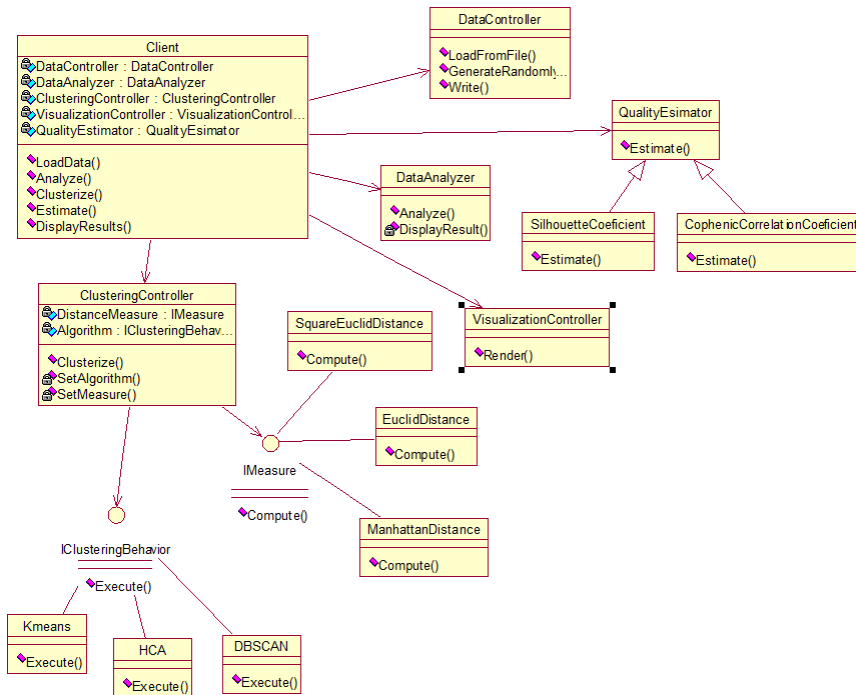 Client
DataController : DataController
DataAnalyzer : DataAnalyzer
ClusteringController : ClusteringController
VisualizationController : VisualizationControl...
QualityEstimator : QualityEsimator
LoadData()
Analyze()
Clusterize()
Estimate()
DisplayResults()
DataController
LoadFromFile()
GenerateRandomly...
Write()
QualityEsimator
Estimate()
DataAnalyzer
Analyze()
DisplayResult()
SilhouetteCoeficient
Estimate()
CophenicCorrelationCoeficient
Estimate()
ClusteringController
DistanceMeasure : IMeasure
Algorithm : IClusteringBehav...
Clusterize()
SetAlgorithm()
SetMeasure()
SquareEuclidDistance
Compute()
VisualizationController
Render()
EuclidDistance
Compute()
IMeasure
Compute()
ManhattanDistance
Compute()
IClusteringBehavior
Execute()
Kmeans
Execute()
HCA
Execute()
DBSCAN
Execute()